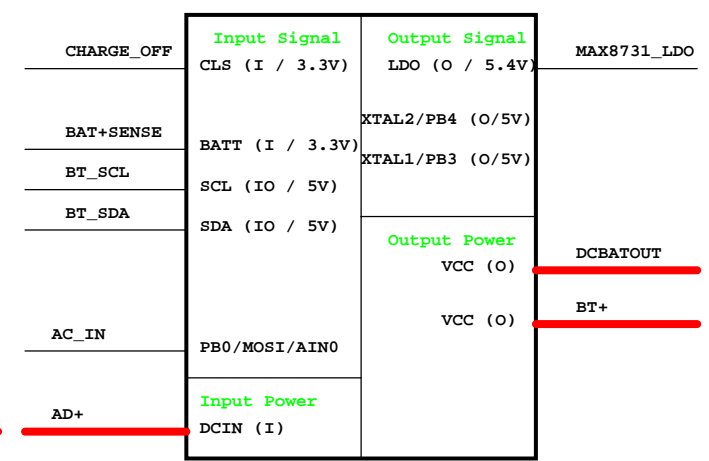 CHARGE_OFF
Input Signal
CLS (I / 3.3V)
BAT+SENSE
BATT (I / 3.3V)
BT_SCL
SCL (IO / 5V)
BT_SDA
SDA (IO / 5V)
AC_IN
PB0/MOSI/AIN0
Input Power
AD+
DCIN (I)
Output Signal
LDO (O / 5.4V)
MAX8731_LDO
XTAL2/PB4 (O/5V)
XTAL1/PB3 (O/5V)
Output Power
VCC (O)
DCBATOUT
VCC (O)
BT+